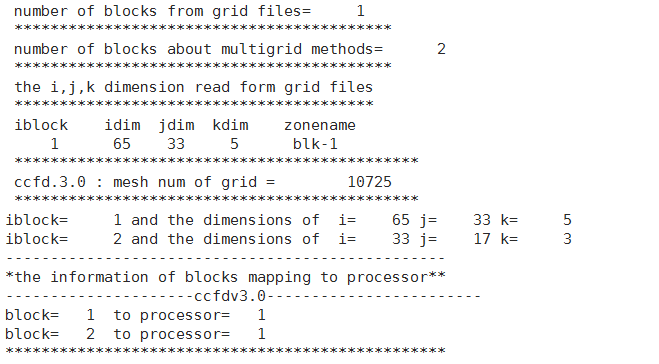 number of blocks from grid files=     1
******************************************
number of blocks about multigrid methods=      2
******************************************
the i,j,k dimension read form grid files
****************************************
iblock    idim  jdim  kdim    zonename
1      65    33     5      blk-1
*********************************************
ccfd.3.0 : mesh num of grid =        10725
*********************************************
iblock=     1 and the dimensions of  i=    65 j=    33 k=     5
iblock=     2 and the dimensions of  i=    33 j=    17 k=     3
-------------------------------------------------
*the information of blocks mapping to processor**
---------------------ccfdv3.0------------------------
block=   1  to processor=   1
block=   2  to processor=   1
*************************************************